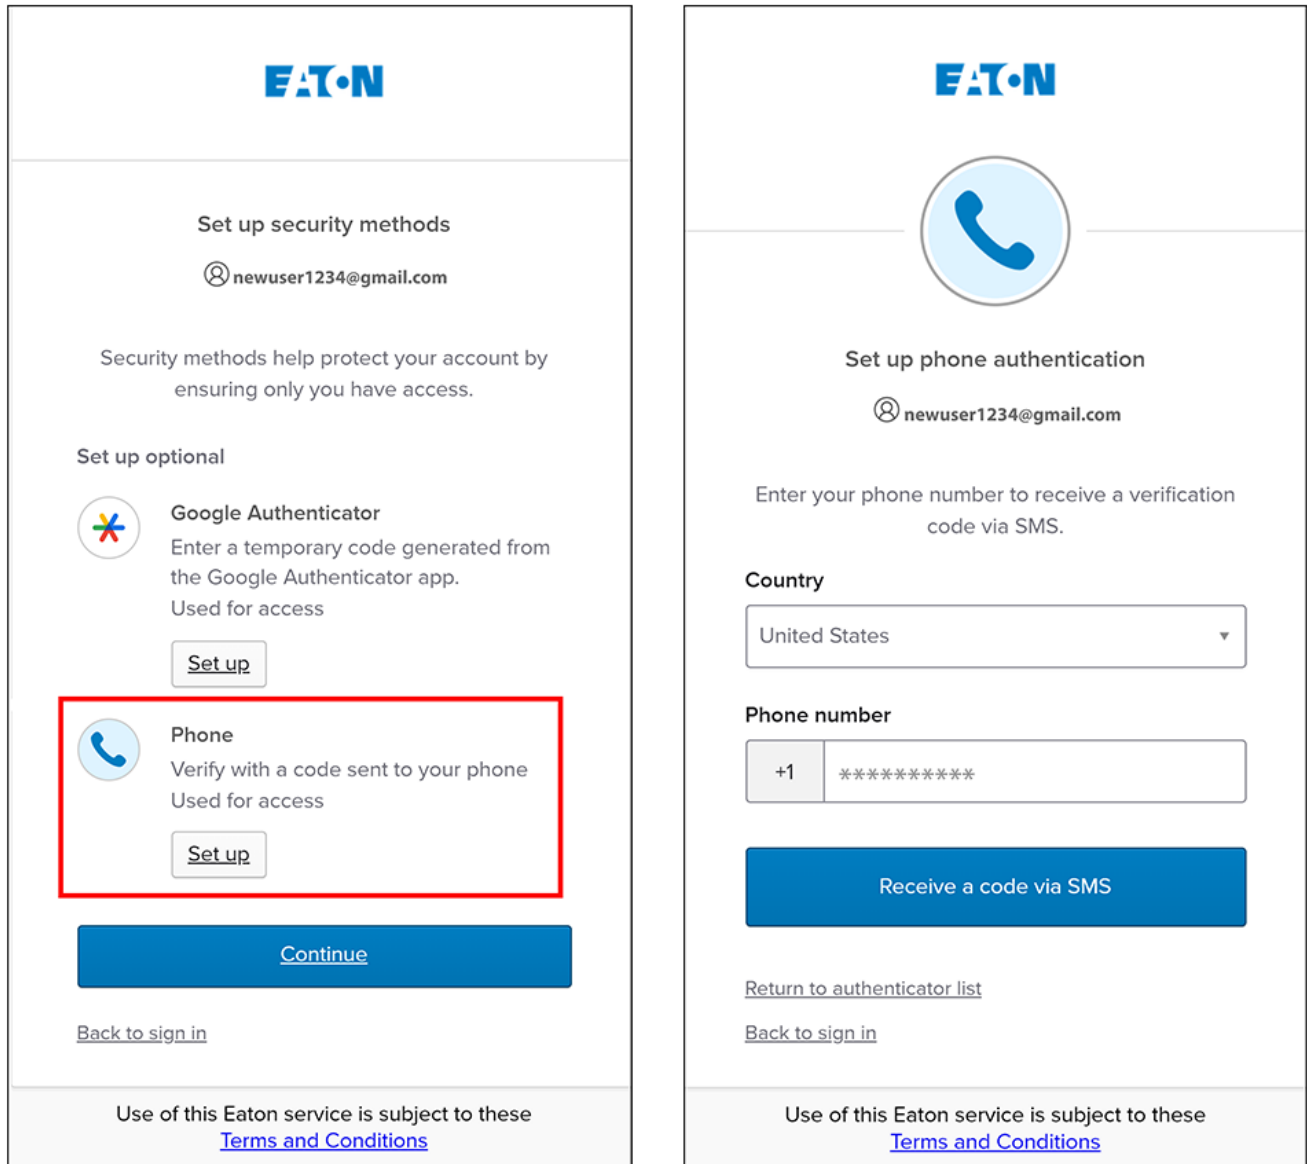 EATON
Set up security methods
newuser1234@gmail.com
Security methods help protect your account by
ensuring only you have access.
Set up optional
Google Authenticator
Enter a temporary code generated from
the Google Authenticator app.
Used for access
Set up
Phone
Verify with a code sent to your phone
Used for access
Set up
Continue
Back to sign in
Use of this Eaton service is subject to these
Terms and Conditions
EATON
Set up phone authentication
newuser1234@gmail.com
Enter your phone number to receive a verification
code via SMS.
Country
United States
Phone number
+1 **********
Receive a code via SMS
Return to authenticator list
Back to sign in
Use of this Eaton service is subject to these
Terms and Conditions